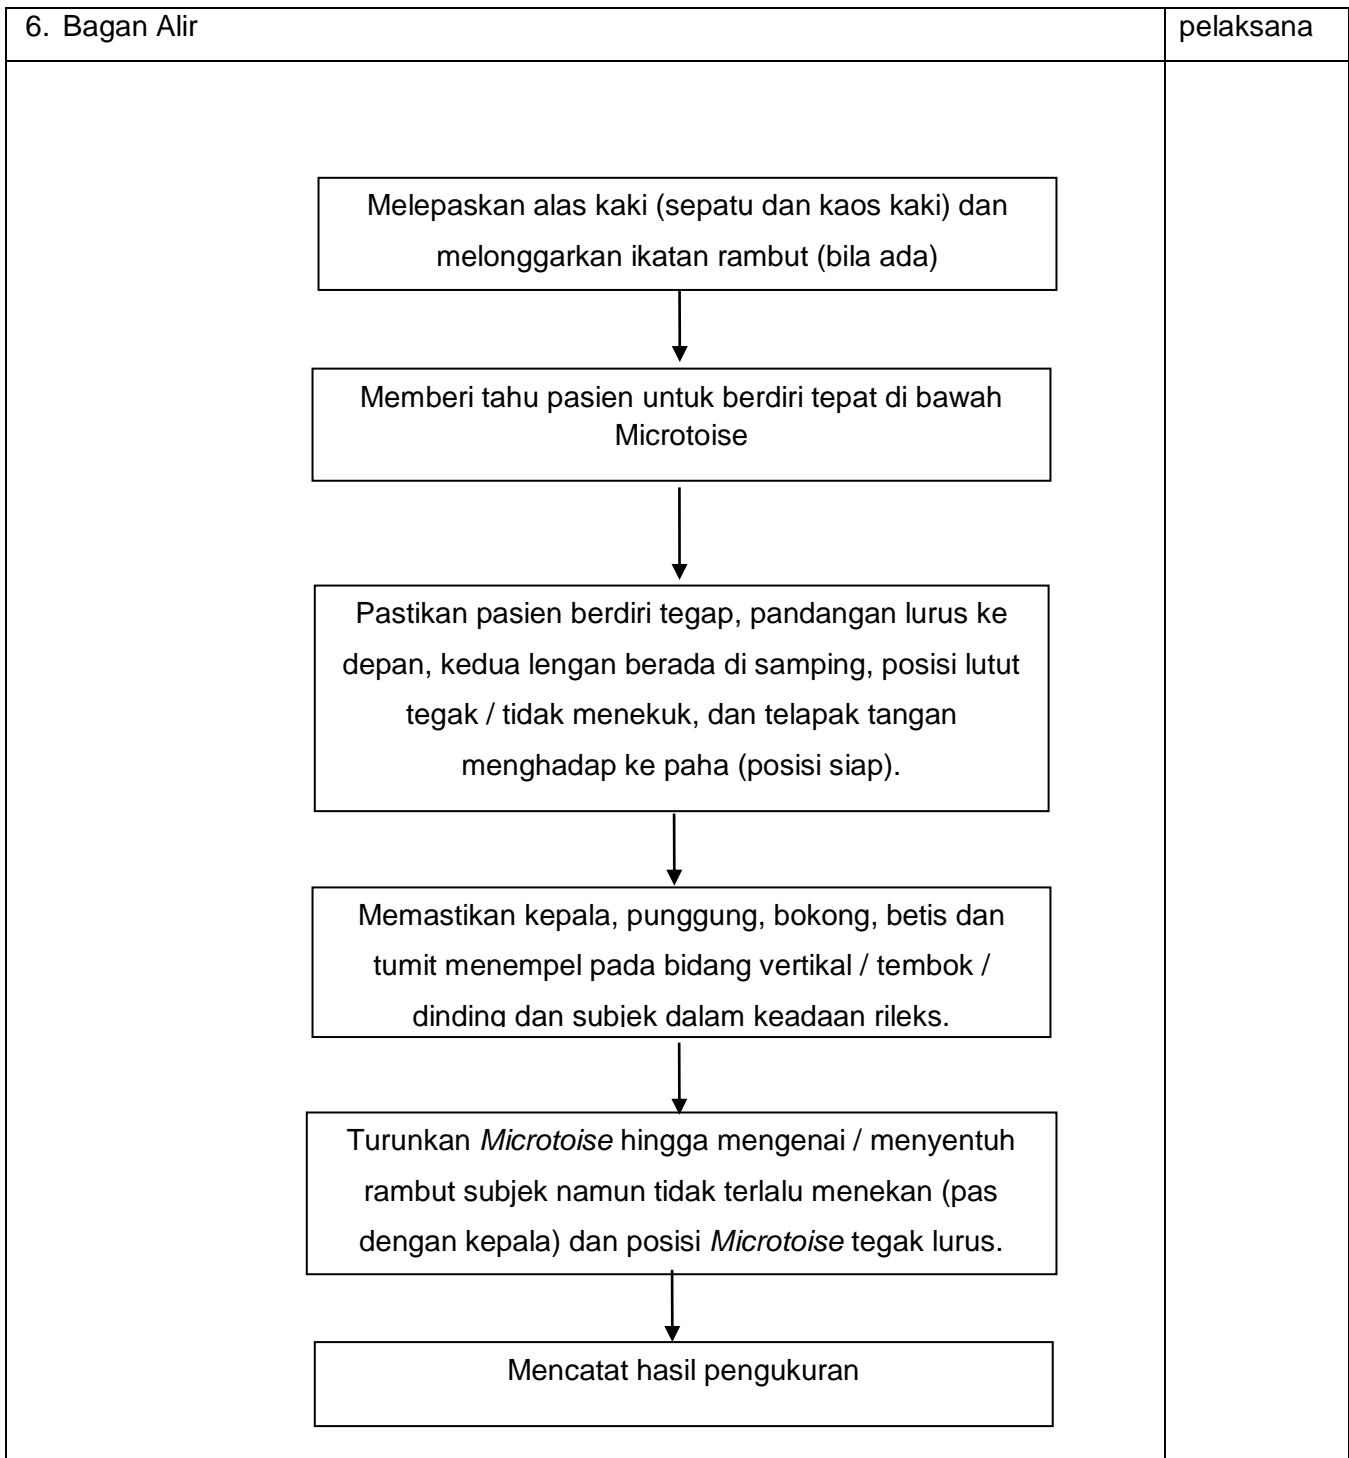 6. Bagan Alir
pelaksana
Melepaskan alas kaki (sepatu dan kaos kaki) dan
melonggarkan ikatan rambut (bila ada)
Memberi tahu pasien untuk berdiri tepat di bawah
Microtoise
Pastikan pasien berdiri tegap, pandangan lurus ke
depan, kedua lengan berada di samping, posisi lutut
tegak / tidak menekuk, dan telapak tangan
menghadap ke paha (posisi siap).
Memastikan kepala, punggung, bokong, betis dan
tumit menempel pada bidang vertikal / tembok /
dinding dan subjek dalam keadaan rileks.
Turunkan Microtoise hingga mengenai / menyentuh
rambut subjek namun tidak terlalu menekan (pas
dengan kepala) dan posisi Microtoise tegak lurus.
Mencatat hasil pengukuran